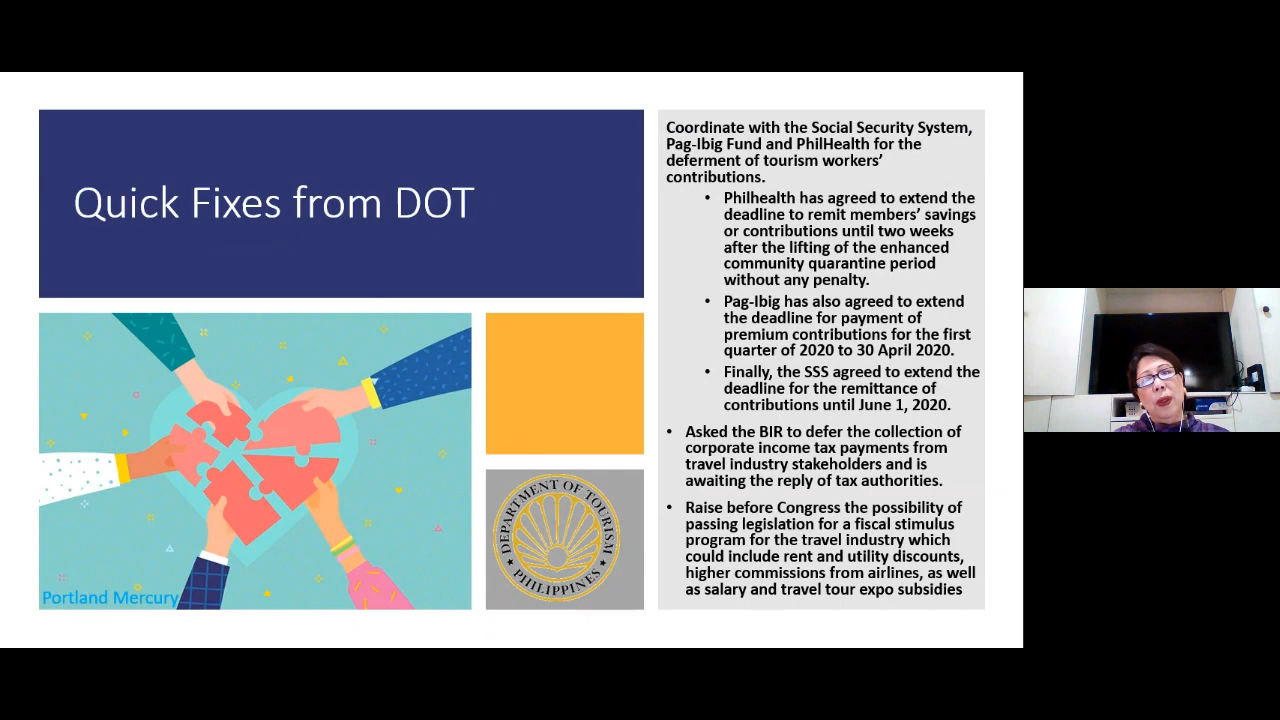 Quick Fixes from DOT
Portland Mercury
DEPARTMENT OF TOURISM
PHILIPPINES
Coordinate with the Social Security System,
Pag-Ibig Fund and PhilHealth for the
deferment of tourism workers’
contributions.
• Philhealth has agreed to extend the
deadline to remit members’ savings
or contributions until two weeks
after the lifting of the enhanced
community quarantine period
without any penalty.
• Pag-Ibig has also agreed to extend
the deadline for payment of
premium contributions for the first
quarter of 2020 to 30 April 2020.
• Finally, the SSS agreed to extend the
deadline for the remittance of
contributions until June 1, 2020.
• Asked the BIR to defer the collection of
corporate income tax payments from
travel industry stakeholders and is
awaiting the reply of tax authorities.
• Raise before Congress the possibility of
passing legislation for a fiscal stimulus
program for the travel industry which
could include rent and utility discounts,
higher commissions from airlines, as well
as salary and travel tour expo subsidies